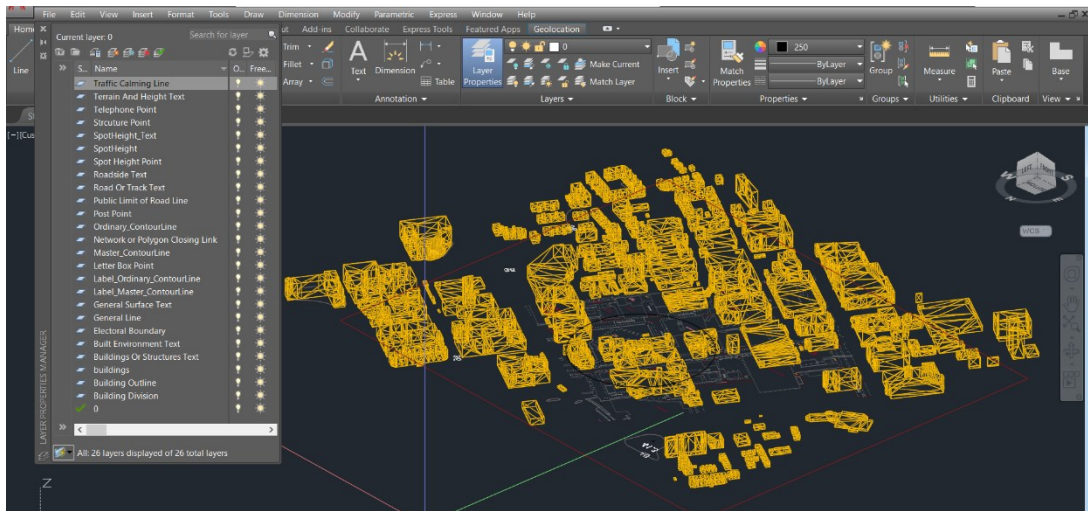 File Edit View Insert Format Tools Draw Dimension Modify Parametric Express Window Help
Home
ut Add-ins Collaborate Express Tools Featured Apps Geolocation
Current layer: 0
Search for layer
S.. Name O.. Free...
Traffic Calming Line
Terrain And Height Text
Telephone Point
Strcuture Point
SpotHeight_Text
SpotHeight
Spot Height Point
Roadside Text
Road Or Track Text
Public Limit of Road Line
Post Point
Ordinary_ContourLine
Network or Polygon Closing Link
Master_ContourLine
Letter Box Point
Label_Ordinary_ContourLine
Label_Master_ContourLine
General Surface Text
General Line
Electoral Boundary
Built Environment Text
Buildings Or Structures Text
buildings
Building Outline
Building Division
0
All: 26 layers displayed of 26 total layers
LAYER PROPERTIES MANAGER
Line
Trim
Fillet
Array
Text
Dimension
Table
Annotation
Layer
Properties
0
Make Current
Match Layer
Layers
Insert
Block
Match
Properties
250
ByLayer
ByLayer
Properties
Group
Groups
Measure
Utilities
Paste
Clipboard
Base
View
[−][Cus
LEFT
FRONT
W
S
WCS
Z